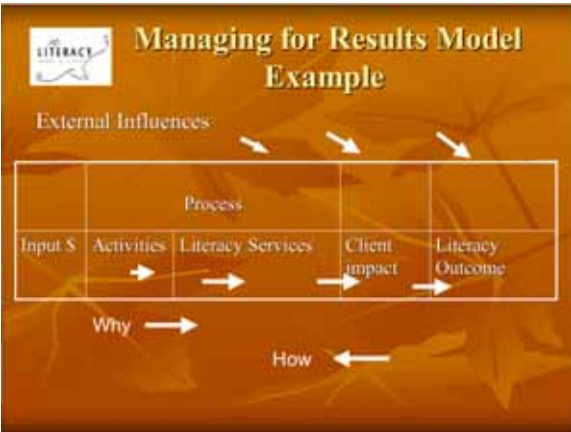 LITERACY
Managing for Results Model
Example
External Influences
Process
Input $ Activities Literacy Services Client Literacy
impact Outcome
Why
How